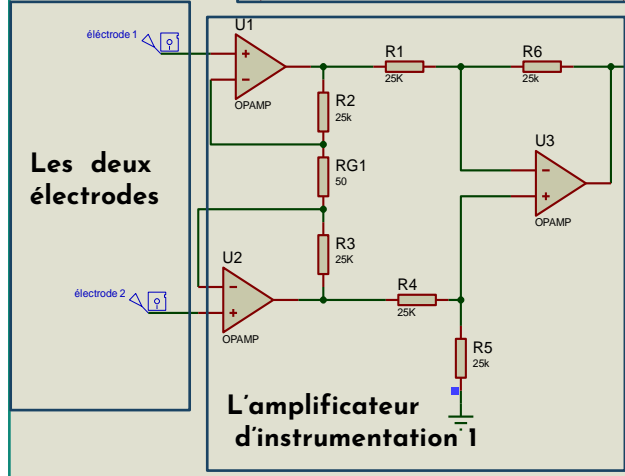 U1
éléctrode 1
OPAMP
R1
25K
R6
25k
R2
25k
RG1
50
U3
OPAMP
Les deux
électrodes
R3
25K
U2
électrode 2
OPAMP
R4
25K
R5
25k
L'amplificateur
d'instrumentation 1